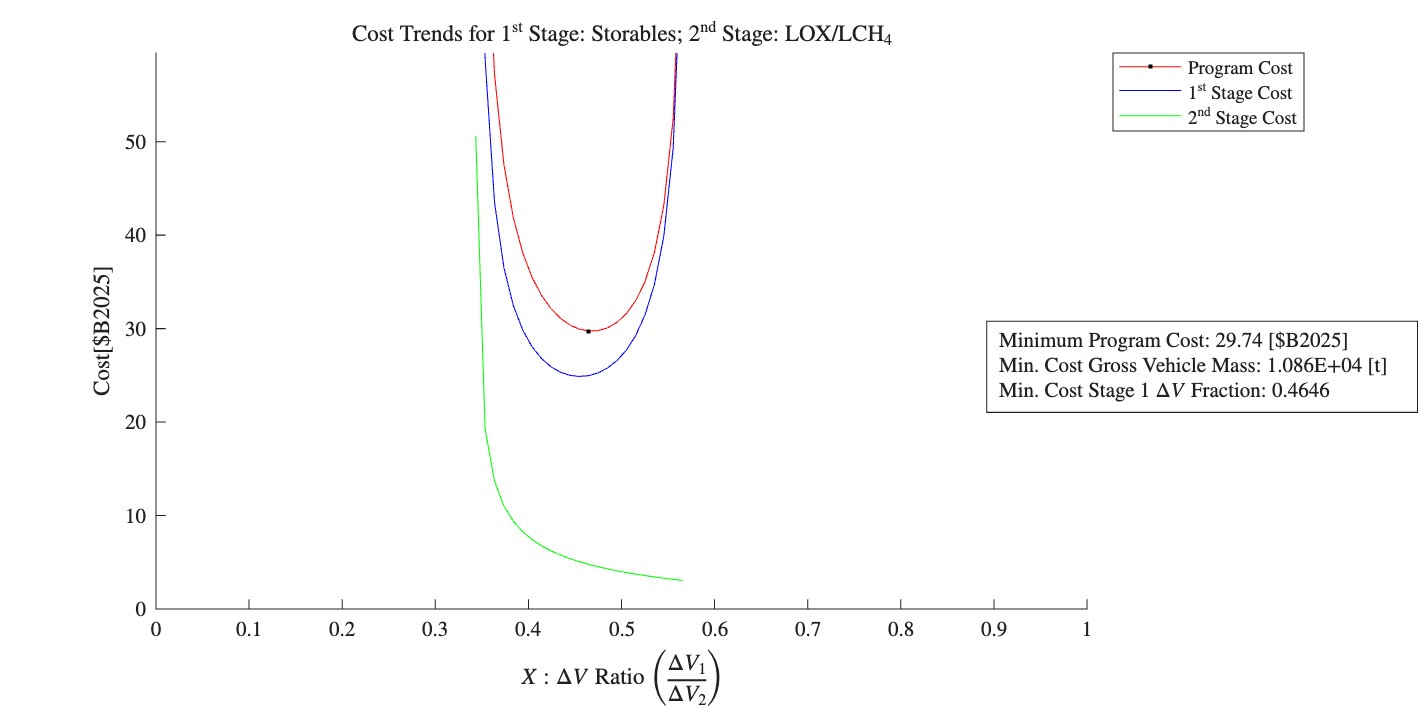 Cost Trends for 1st Stage: Storables; 2nd Stage: LOX/LCH4
Program Cost
1st Stage Cost
2nd Stage Cost
Cost[$B2025]
50
40
30
20
10
0
Minimum Program Cost: 29.74 [$B2025]
Min. Cost Gross Vehicle Mass: 1.086E+04 [t]
Min. Cost Stage 1 ΔV Fraction: 0.4646
0 0.1 0.2 0.3 0.4 0.5 0.6 0.7 0.8 0.9 1
X : ΔV Ratio (ΔV1/ΔV2)